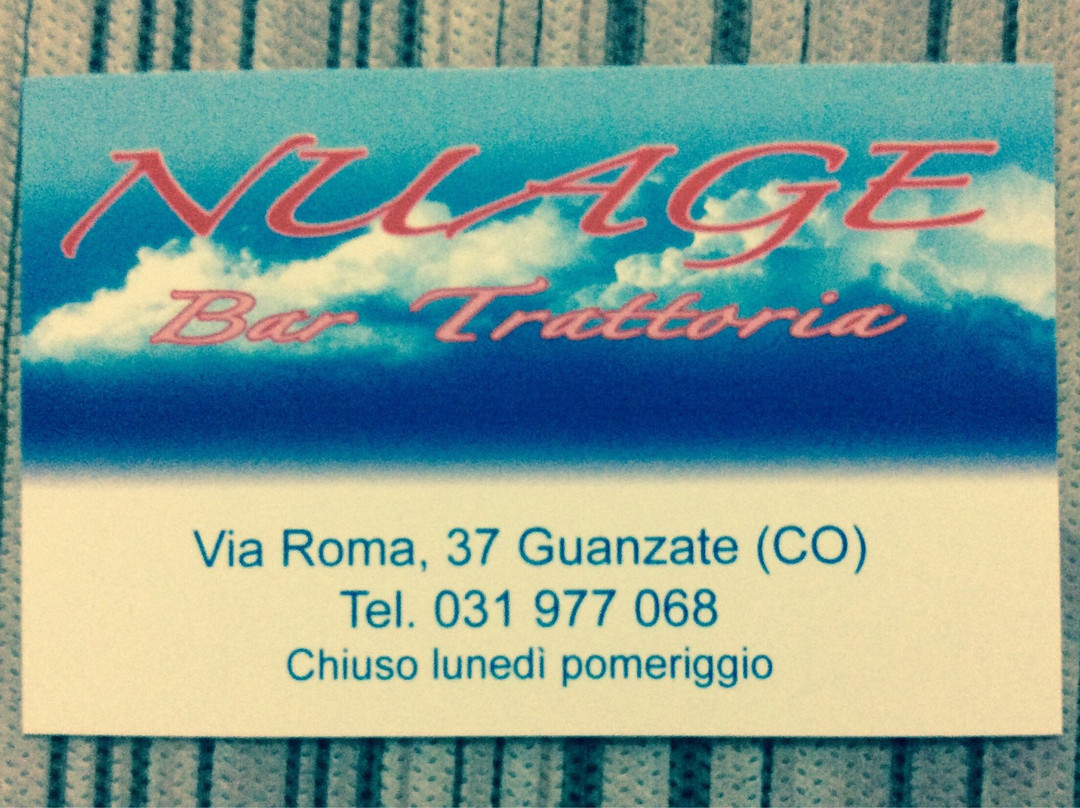 NUAGE
Bar Trattoria
Via Roma, 37 Guanzate (CO)
Tel. 031 977 068
Chiuso lunedì pomeriggio